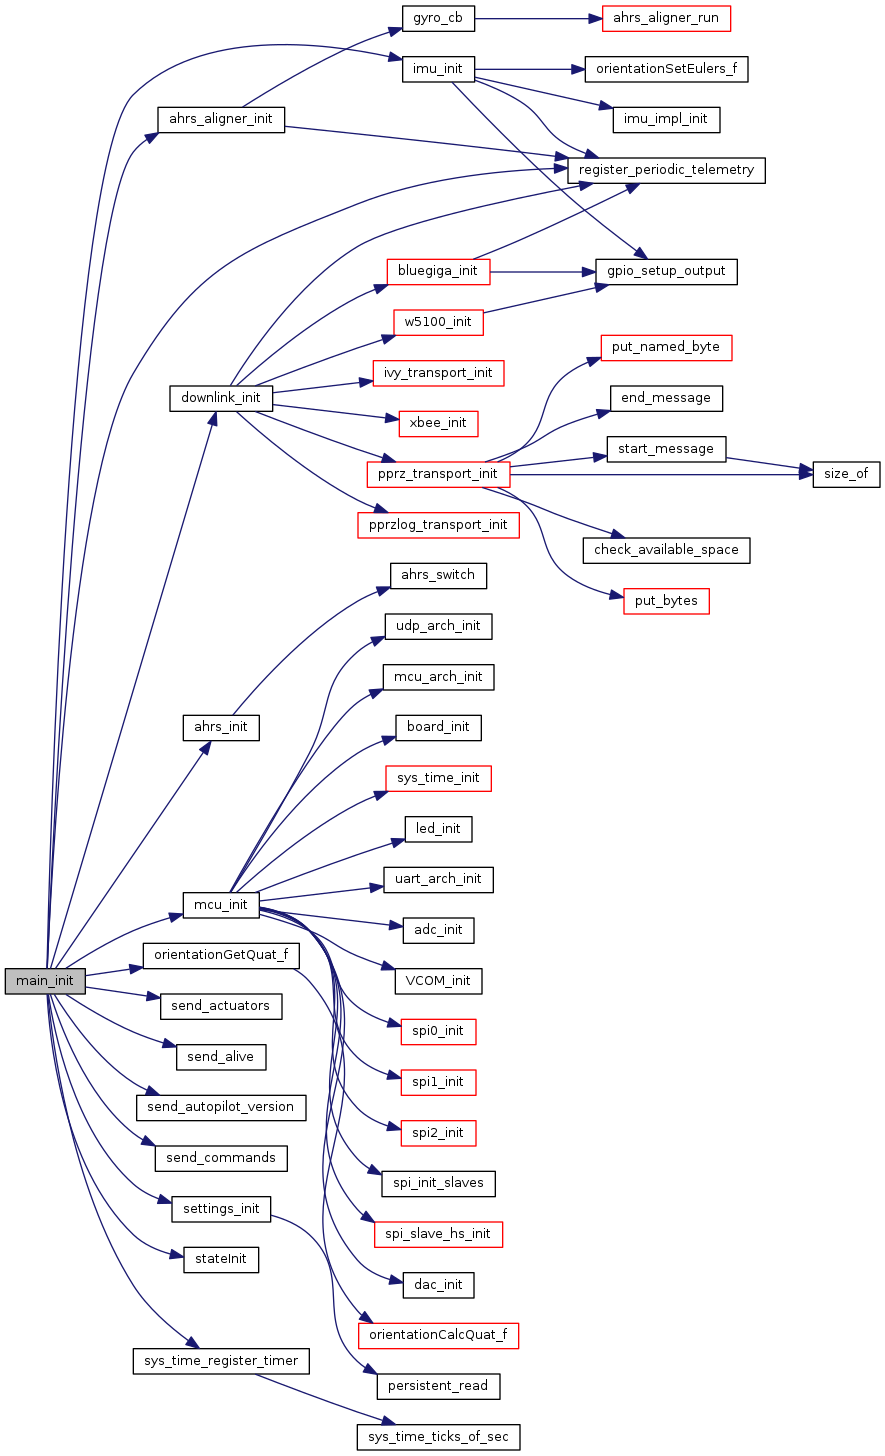 gyro_cb
ahrs_aligner_run
imu_init
orientationSetEulers_f
ahrs_aligner_init
imu_impl_init
register_periodic_telemetry
bluegiga_init
gpio_setup_output
w5100_init
put_named_byte
ivy_transport_init
downlink_init
end_message
xbee_init
start_message
pprz_transport_init
size_of
pprzlog_transport_init
check_available_space
ahrs_switch
put_bytes
udp_arch_init
mcu_arch_init
ahrs_init
board_init
sys_time_init
led_init
uart_arch_init
mcu_init
adc_init
orientationGetQuat_f
main_init
VCOM_init
send_actuators
spi0_init
send_alive
spi1_init
send_autopilot_version
spi2_init
send_commands
spi_init_slaves
settings_init
spi_slave_hs_init
stateInit
dac_init
orientationCalcQuat_f
sys_time_register_timer
persistent_read
sys_time_ticks_of_sec